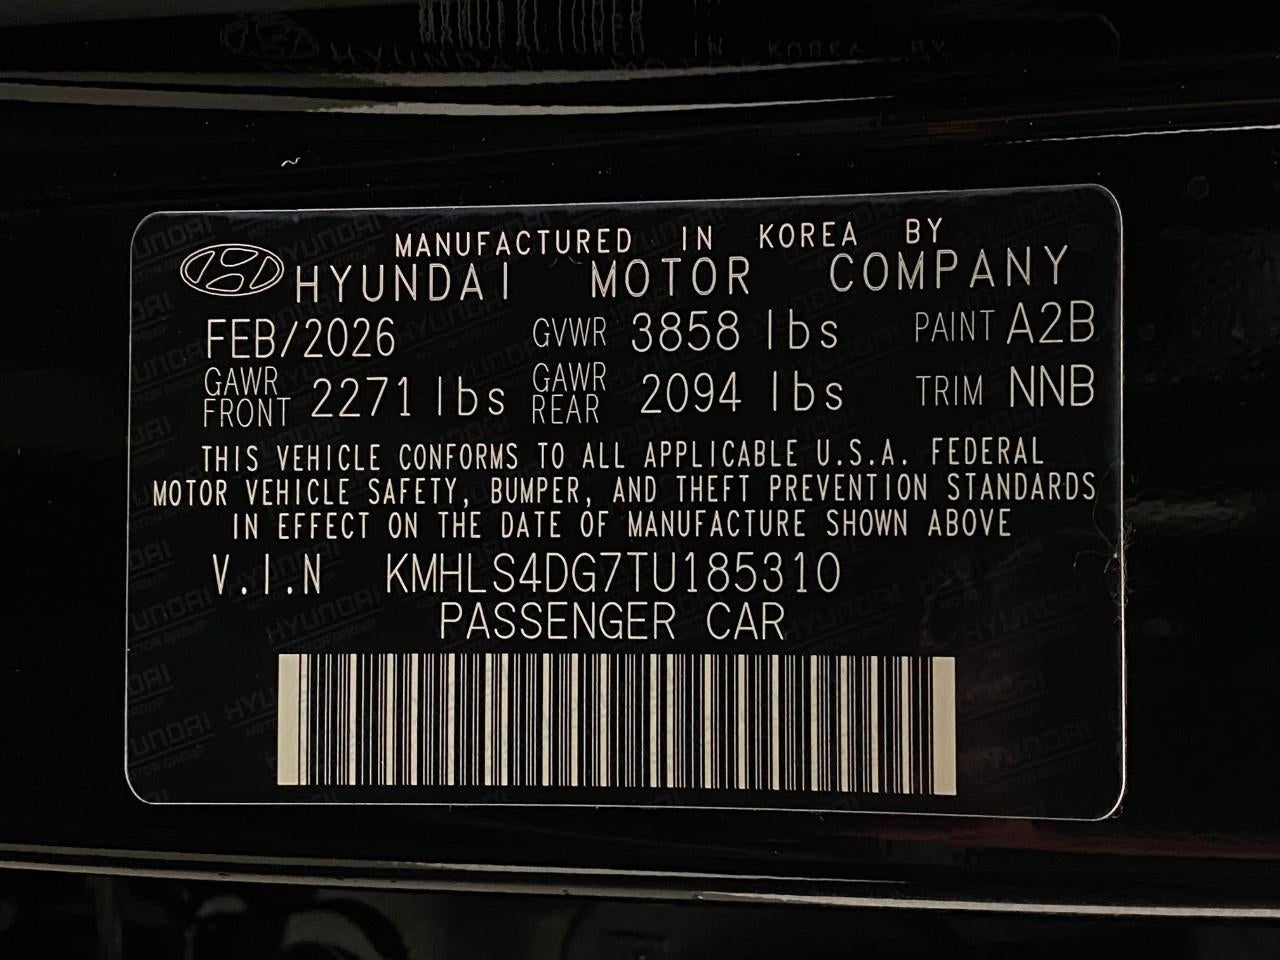 MANUFACTURED IN KOREA BY
HYUNDAI MOTOR COMPANY
FEB/2026 GVWR 3858 lbs PAINT A2B
GAWR FRONT 2271 lbs GAWR REAR 2094 lbs TRIM NNB
THIS VEHICLE CONFORMS TO ALL APPLICABLE U.S.A. FEDERAL
MOTOR VEHICLE SAFETY, BUMPER, AND THEFT PREVENTION STANDARDS
IN EFFECT ON THE DATE OF MANUFACTURE SHOWN ABOVE
V.I.N KMHLS4DG7TU185310
PASSENGER CAR